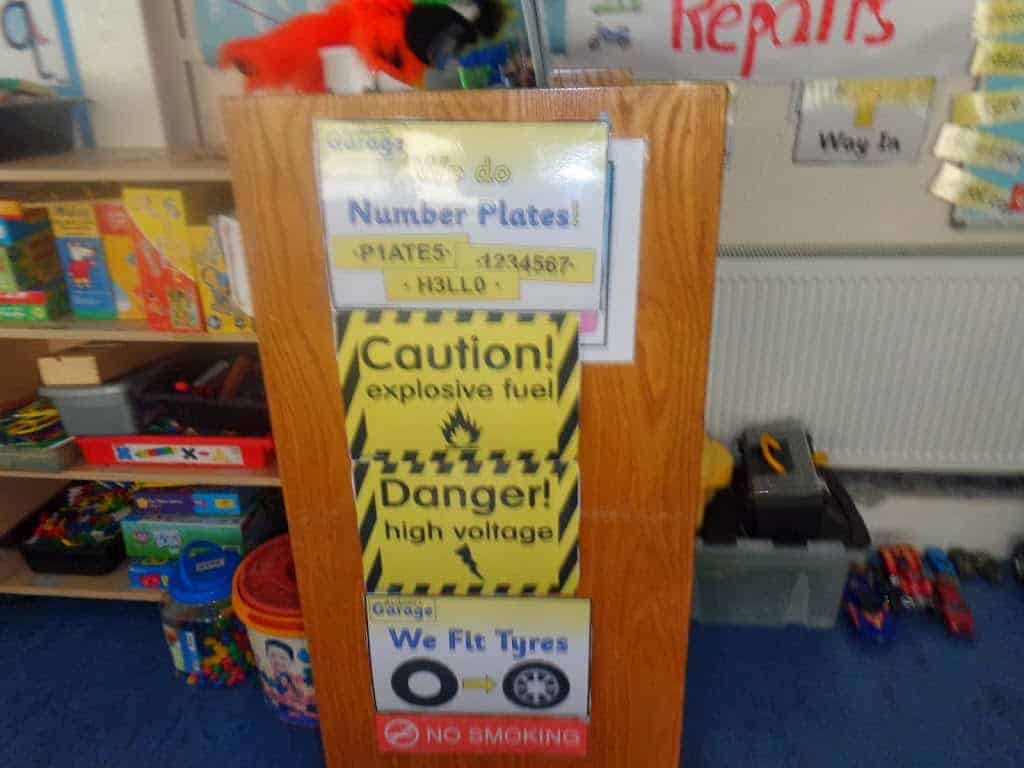 Repairs
Way In
Garage
We do
Number Plates!
P1ATE5
1234567
H3LL0
Caution!
explosive fuel
Danger!
high voltage
Garage
We Fit Tyres
NO SMOKING